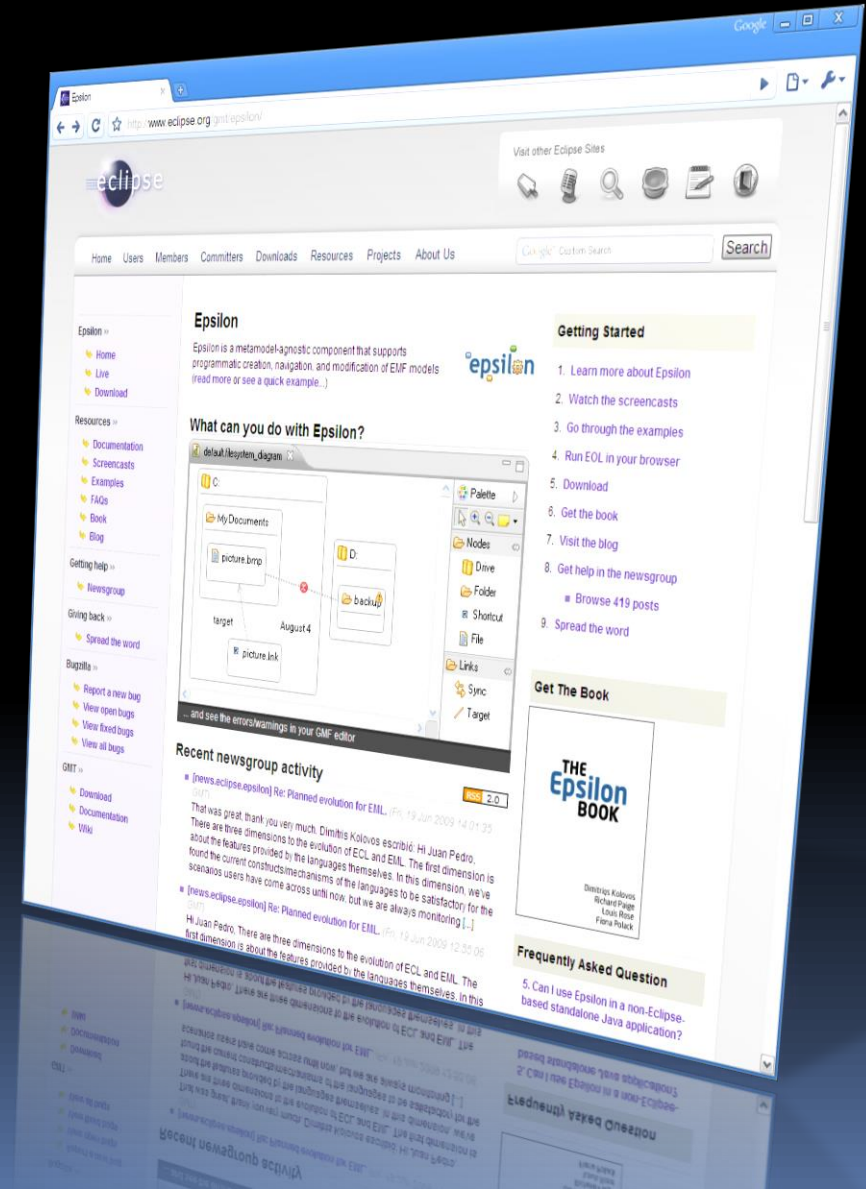 Google
Epsilon
http://www.eclipse.org/gmt/epsilon/
eclipse
Visit other Eclipse Sites
Home Users Members Committers Downloads Resources Projects About Us
Google Custom Search
Search
Epsilon »
Home
Live
Download
Resources »
Documentation
Screencasts
Examples
FAQs
Book
Blog
Getting help »
Newsgroup
Giving back »
Spread the word
Bugzilla »
Report a new bug
View open bugs
View fixed bugs
View all bugs
GMT »
Download
Documentation
Wiki
Epsilon
Epsilon is a metamodel-agnostic component that supports
programmatic creation, navigation, and modification of EMF models
(read more or see a quick example...)
epsilon
What can you do with Epsilon?
default.filesystem_diagram
C:
My Documents
picture.bmp
D:
backup
target
August 4
picture.lnk
Palette
Nodes
Drive
Folder
Shortcut
File
Links
Sync
Target
... and see the errors/warnings in your GMF editor
Recent newsgroup activity
RSS 2.0
[news.eclipse.epsilon] Re: Planned evolution for EML. (Fri, 19 Jun 2009 14:01:35
GMT)
That was great, thank you very much, Dimitris Kolovos escribió: Hi Juan Pedro,
There are three dimensions to the evolution of ECL and EML. The first dimension is
about the features provided by the languages themselves. In this dimension, we've
found the current constructs/mechanisms of the languages to be satisfactory for the
scenarios users have come across until now, but we are always monitoring [...]
[news.eclipse.epsilon] Re: Planned evolution for EML. (Fri, 19 Jun 2009 12:55:06
GMT)
Hi Juan Pedro, There are three dimensions to the evolution of ECL and EML. The
first dimension is about the features provided by the languages themselves. In this
Getting Started
1. Learn more about Epsilon
2. Watch the screencasts
3. Go through the examples
4. Run EOL in your browser
5. Download
6. Get the book
7. Visit the blog
8. Get help in the newsgroup
Browse 419 posts
9. Spread the word
Get The Book
THE
Epsilon
BOOK
Dimitrios Kolovos
Richard Paige
Louis Rose
Fiona Polack
Frequently Asked Question
5. Can I use Epsilon in a non-Eclipse-
based standalone Java application?